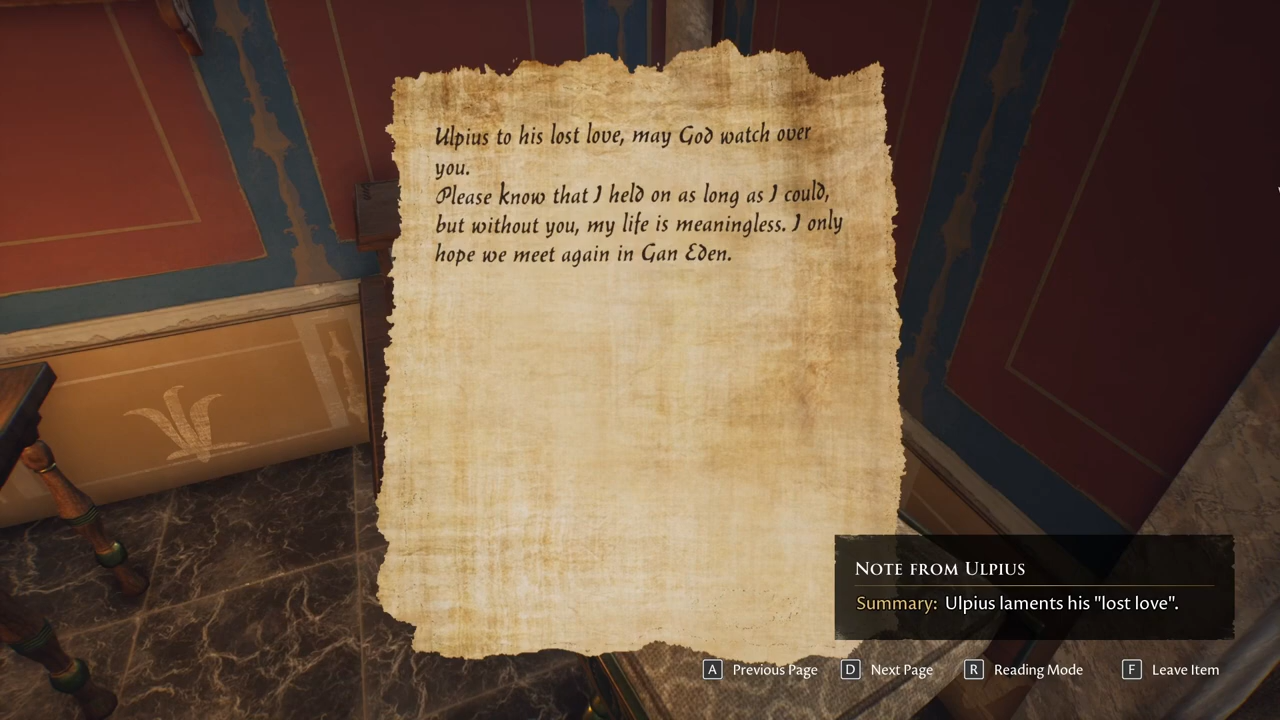 Ulpius to his lost love, may God watch over
you.
Please know that I held on as long as I could,
but without you, my life is meaningless. I only
hope we meet again in Gan Eden.
Note from Ulpius
Summary: Ulpius laments his "lost love".
A Previous Page D Next Page R Reading Mode F Leave Item